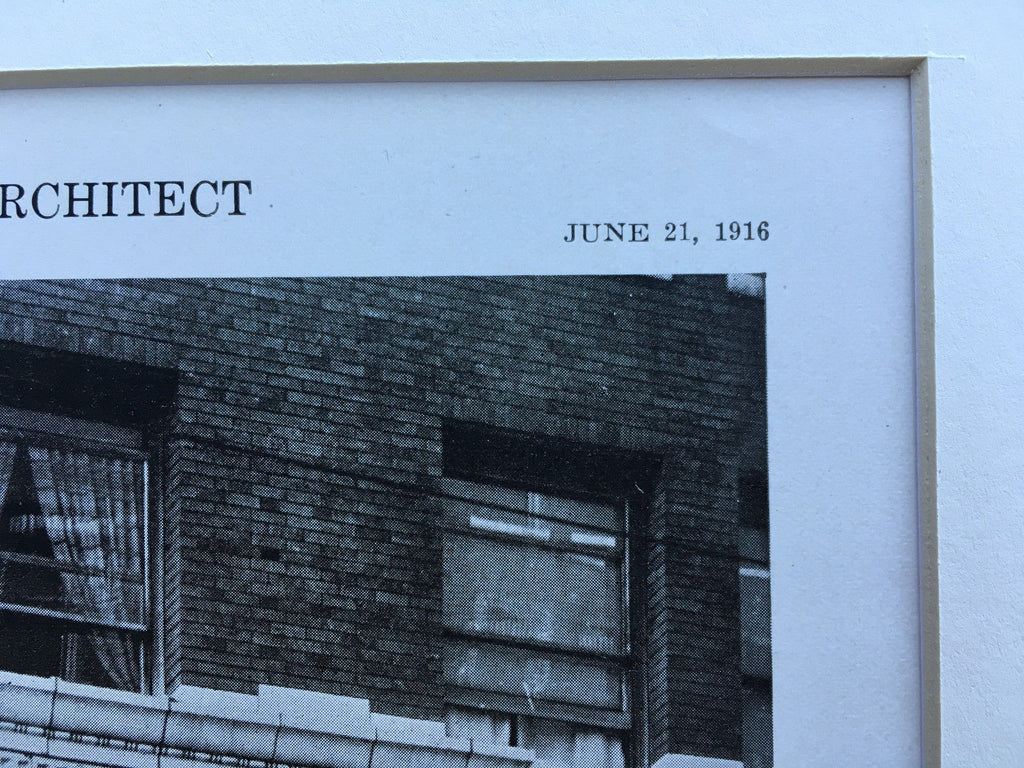 RCHITECT
JUNE 21, 1916